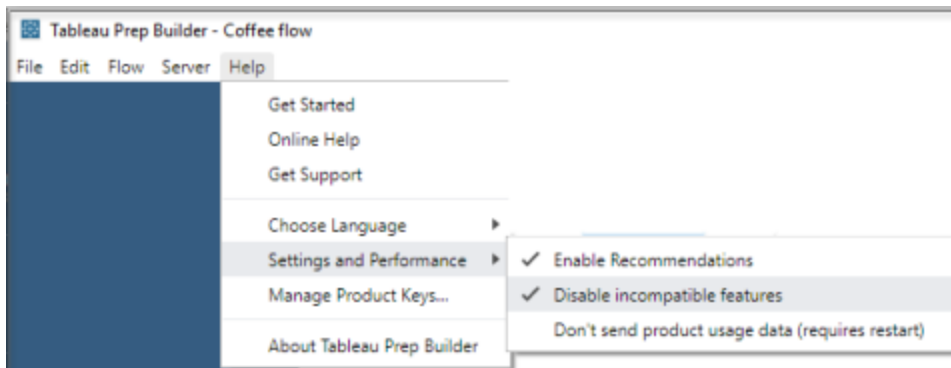 Tableau Prep Builder - Coffee flow
File Edit Flow Server Help
Get Started
Online Help
Get Support
Choose Language
Settings and Performance
Enable Recommendations
Manage Product Keys...
Disable incompatible features
Don't send product usage data (requires restart)
About Tableau Prep Builder